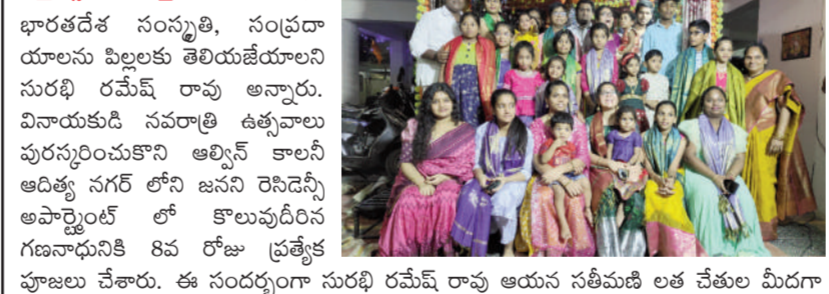 భారతదేశ సంస్కృతి, సంప్రదా
యాలను పిల్లలకు తెలియజేయాలని
సురభి రమేష్ రావు అన్నారు.
వినాయకుడి నవరాత్రి ఉత్సవాలు
పురస్కరించుకొని ఆల్విన్ కాలనీ
ఆదిత్య నగర్ లోని జనని రెసిడెన్సీ
అపార్ట్మెంట్ లో కొలువుదీరిన
గణనాధునికి 8వ రోజు ప్రత్యేక
పూజలు చేశారు. ఈ సందర్భంగా సురభి రమేష్ రావు ఆయన సతీమణి లత చేతుల మీదగా